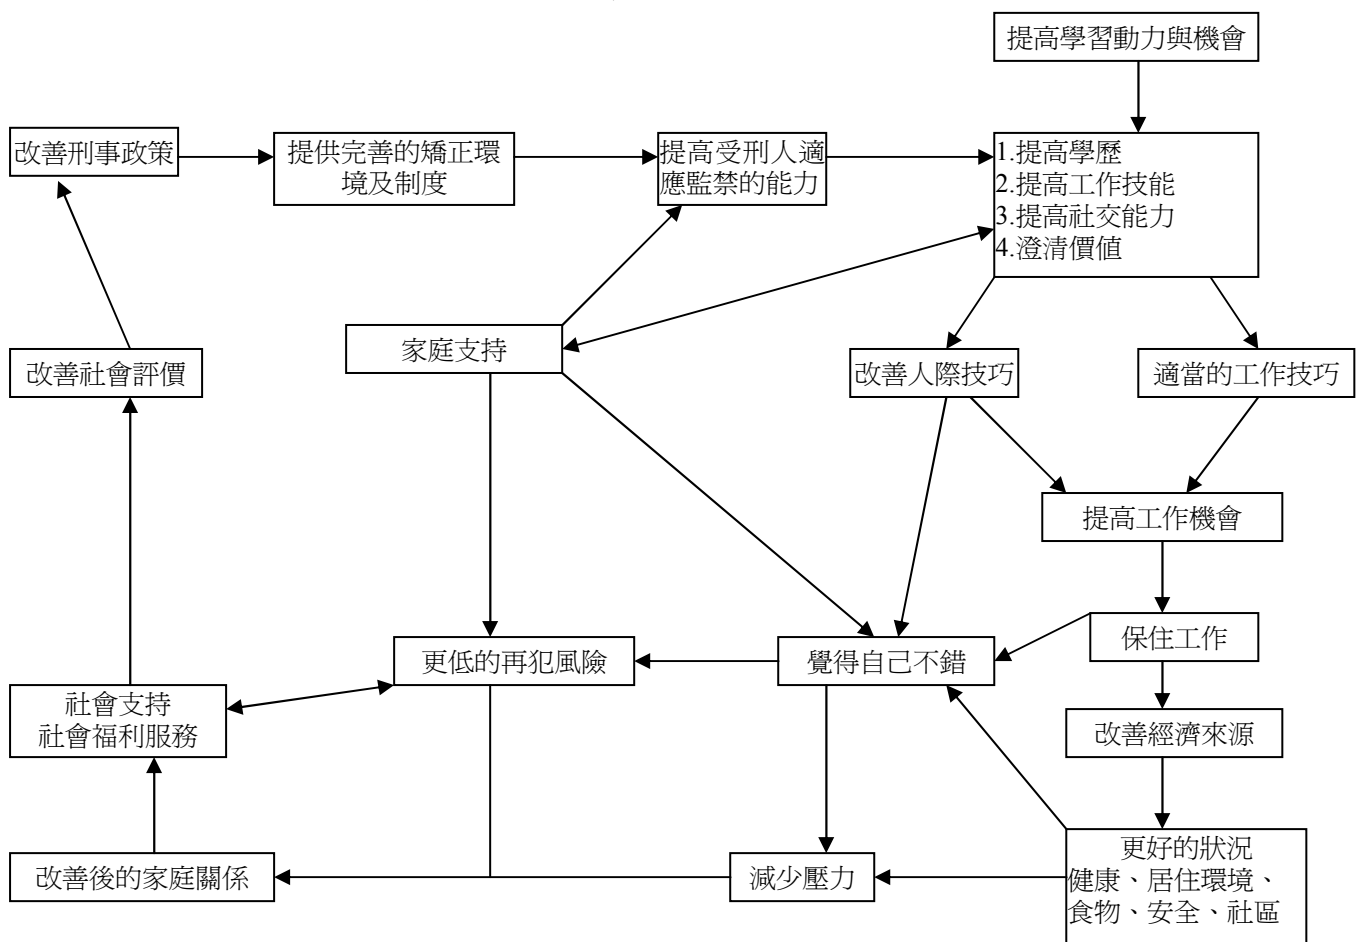 提高學習動力與機會
改善刑事政策
提供完善的矯正環
境及制度
提高受刑人適
應監禁的能力
1.提高學歷
2.提高工作技能
3.提高社交能力
4.澄清價值
家庭支持
改善社會評價
改善人際技巧
適當的工作技巧
提高工作機會
保住工作
更低的再犯風險
覺得自己不錯
社會支持
社會福利服務
改善經濟來源
更好的狀況
健康、居住環境、
食物、安全、社區
改善後的家庭關係
減少壓力